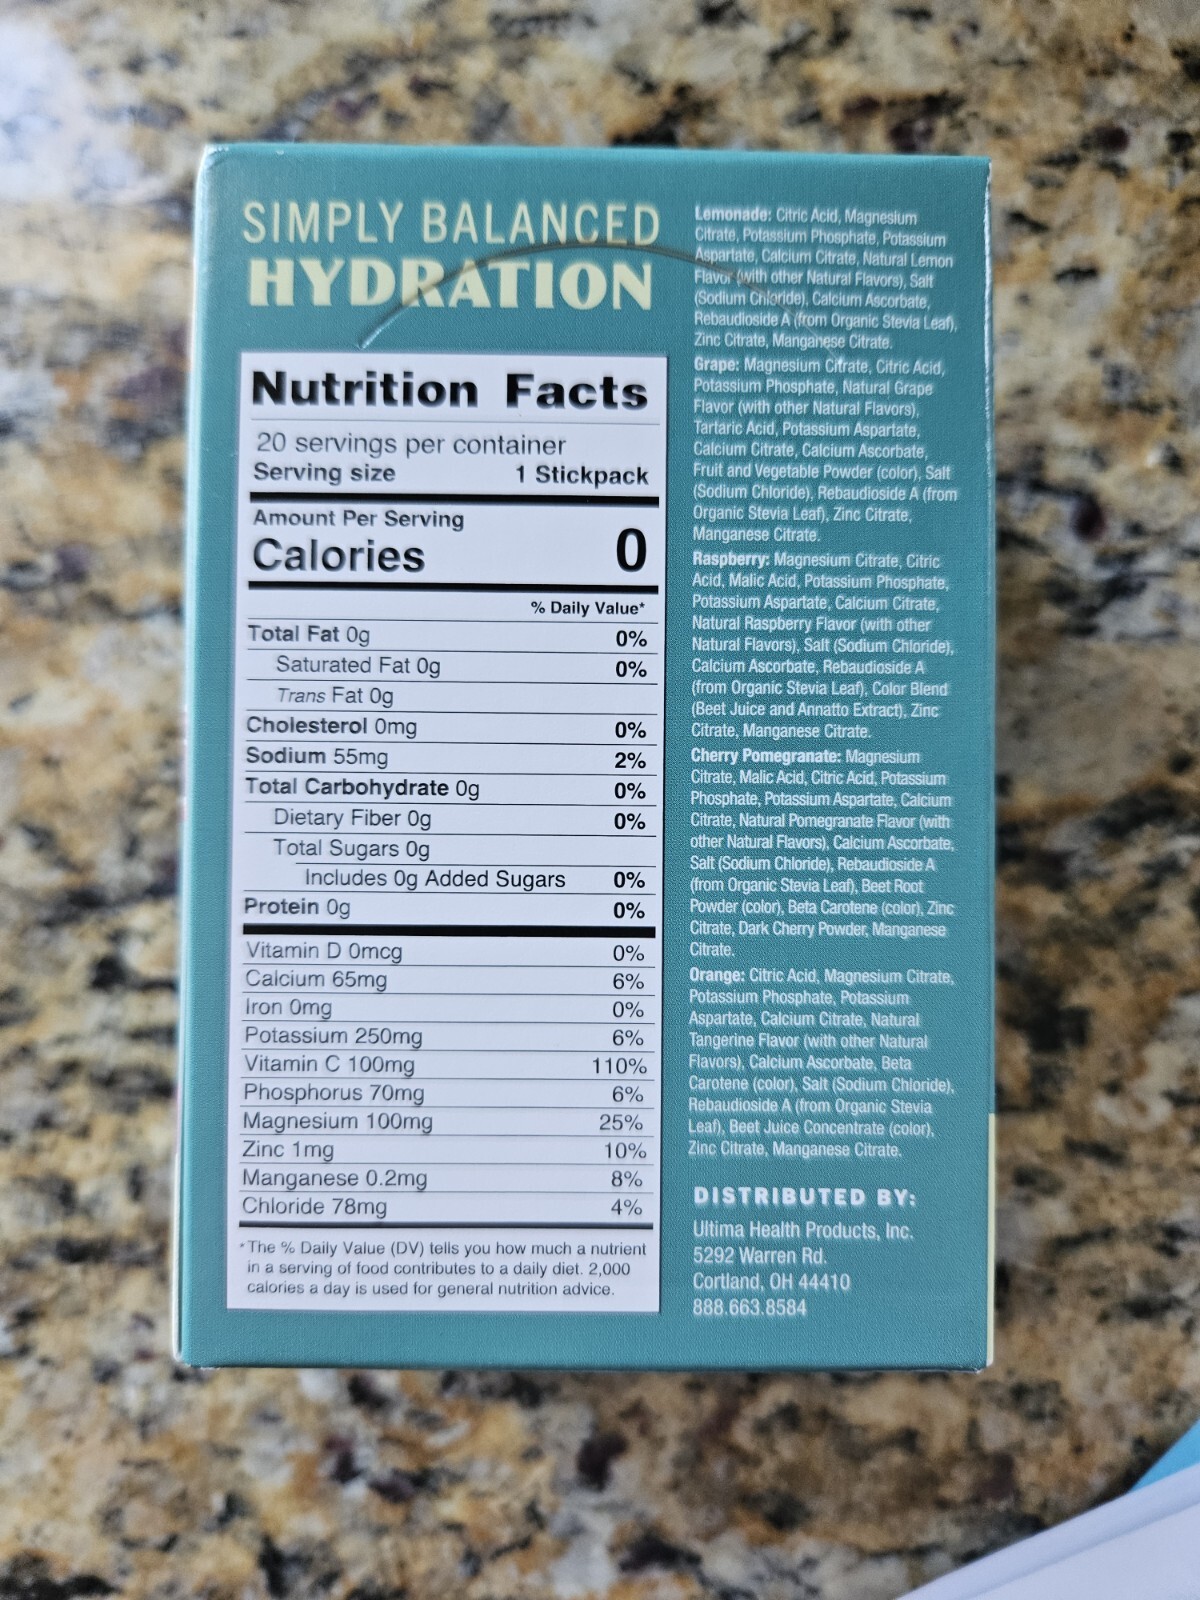 SIMPLY BALANCED
HYDRATION
Nutrition Facts
20 servings per container
Serving size 1 Stickpack
Amount Per Serving
Calories 0
% Daily Value*
Total Fat 0g 0%
Saturated Fat 0g 0%
Trans Fat 0g
Cholesterol 0mg 0%
Sodium 55mg 2%
Total Carbohydrate 0g 0%
Dietary Fiber 0g 0%
Total Sugars 0g
Includes 0g Added Sugars 0%
Protein 0g 0%
Vitamin D 0mcg 0%
Calcium 65mg 6%
Iron 0mg 0%
Potassium 250mg 6%
Vitamin C 100mg 110%
Phosphorus 70mg 6%
Magnesium 100mg 25%
Zinc 1mg 10%
Manganese 0.2mg 8%
Chloride 78mg 4%
*The % Daily Value (DV) tells you how much a nutrient
in a serving of food contributes to a daily diet. 2,000
calories a day is used for general nutrition advice.
Lemonade: Citric Acid, Magnesium
Citrate, Potassium Phosphate, Potassium
Aspartate, Calcium Citrate, Natural Lemon
Flavor (with other Natural Flavors), Salt
(Sodium Chloride), Calcium Ascorbate,
Rebaudioside A (from Organic Stevia Leaf),
Zinc Citrate, Manganese Citrate.
Grape: Magnesium Citrate, Citric Acid,
Potassium Phosphate, Natural Grape
Flavor (with other Natural Flavors),
Tartaric Acid, Potassium Aspartate,
Calcium Citrate, Calcium Ascorbate,
Fruit and Vegetable Powder (color), Salt
(Sodium Chloride), Rebaudioside A (from
Organic Stevia Leaf), Zinc Citrate,
Manganese Citrate.
Raspberry: Magnesium Citrate, Citric
Acid, Malic Acid, Potassium Phosphate,
Potassium Aspartate, Calcium Citrate,
Natural Raspberry Flavor (with other
Natural Flavors), Salt (Sodium Chloride),
Calcium Ascorbate, Rebaudioside A
(from Organic Stevia Leaf), Color Blend
(Beet Juice and Annatto Extract), Zinc
Citrate, Manganese Citrate.
Cherry Pomegranate: Magnesium
Citrate, Malic Acid, Citric Acid, Potassium
Phosphate, Potassium Aspartate, Calcium
Citrate, Natural Pomegranate Flavor (with
other Natural Flavors), Calcium Ascorbate,
Salt (Sodium Chloride), Rebaudioside A
(from Organic Stevia Leaf), Beet Root
Powder (color), Beta Carotene (color), Zinc
Citrate, Dark Cherry Powder, Manganese
Citrate.
Orange: Citric Acid, Magnesium Citrate,
Potassium Phosphate, Potassium
Aspartate, Calcium Citrate, Natural
Tangerine Flavor (with other Natural
Flavors), Calcium Ascorbate, Beta
Carotene (color), Salt (Sodium Chloride),
Rebaudioside A (from Organic Stevia
Leaf), Beet Juice Concentrate (color),
Zinc Citrate, Manganese Citrate.
DISTRIBUTED BY:
Ultima Health Products, Inc.
5292 Warren Rd.
Cortland, OH 44410
888.663.8584